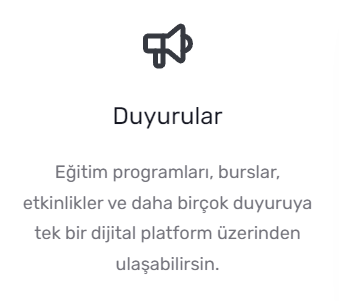 Duyurular
Eğitim programları, burslar,
etkinlikler ve daha birçok duyuruya
tek bir dijital platform üzerinden
ulaşabilirsin.